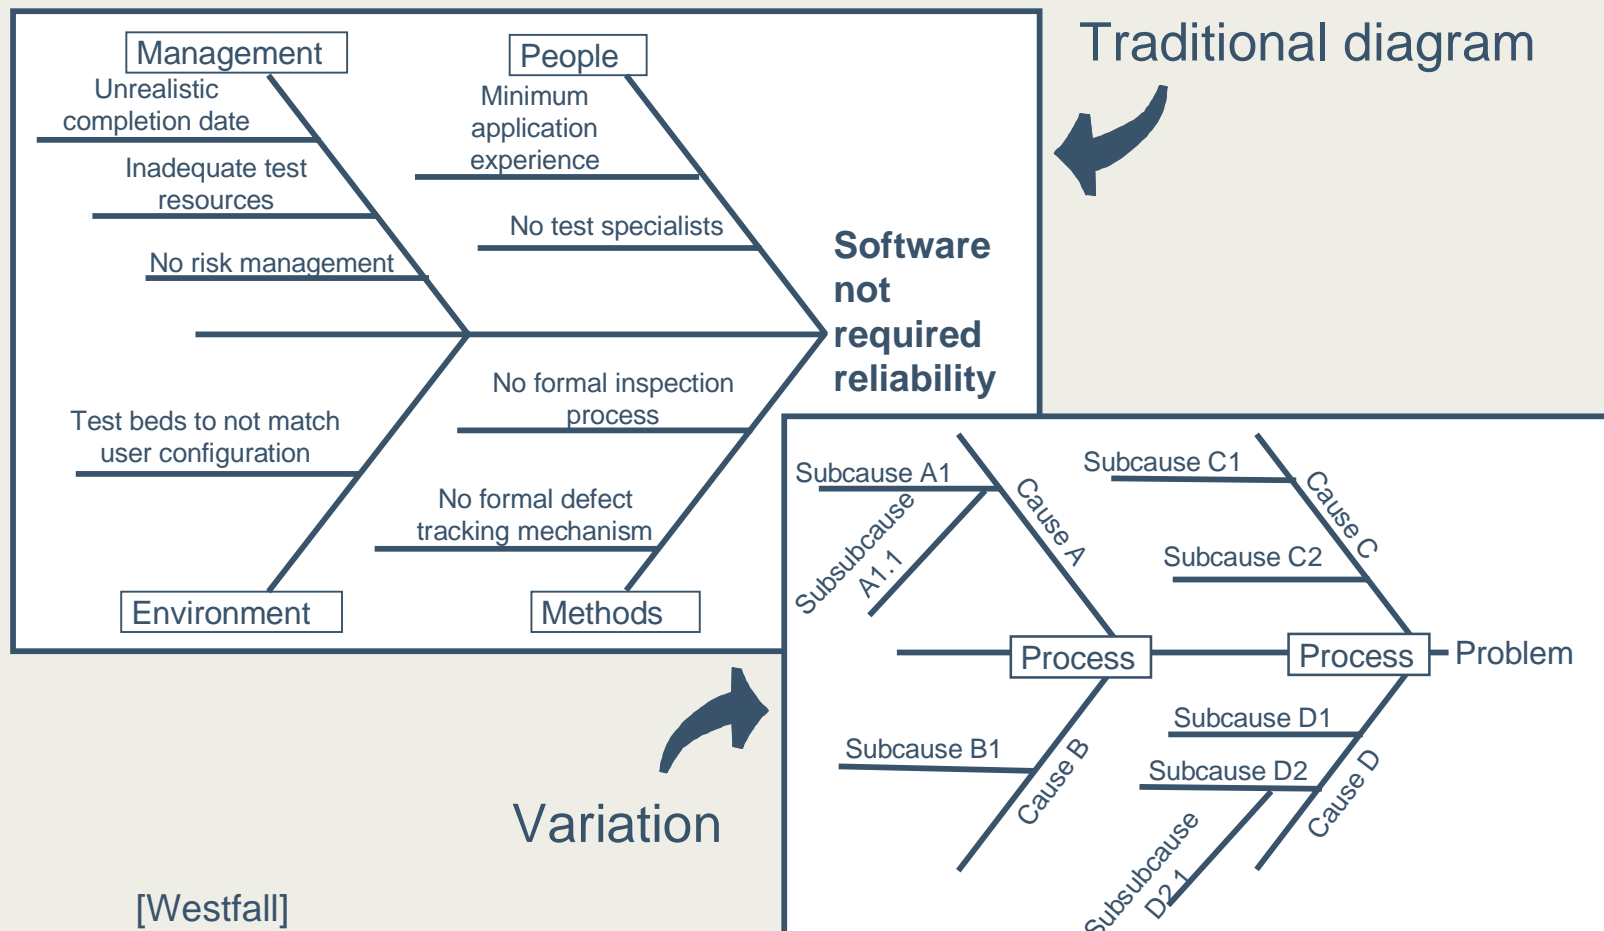 Traditional diagram
Management
Unrealistic
completion date
Inadequate test
resources
No risk management
People
Minimum
application
experience
No test specialists
Software
not
required
reliability
Test beds to not match
user configuration
Environment
No formal inspection
process
No formal defect
tracking mechanism
Methods
Variation
Subcause A1
Subsubcause
A1.1
Cause A
Subcause C1
Cause C
Subcause C2
Process
Process
Problem
Subcause B1
Cause B
Subcause D1
Subcause D2
Cause D
Subsubcause
D2.1
[Westfall]